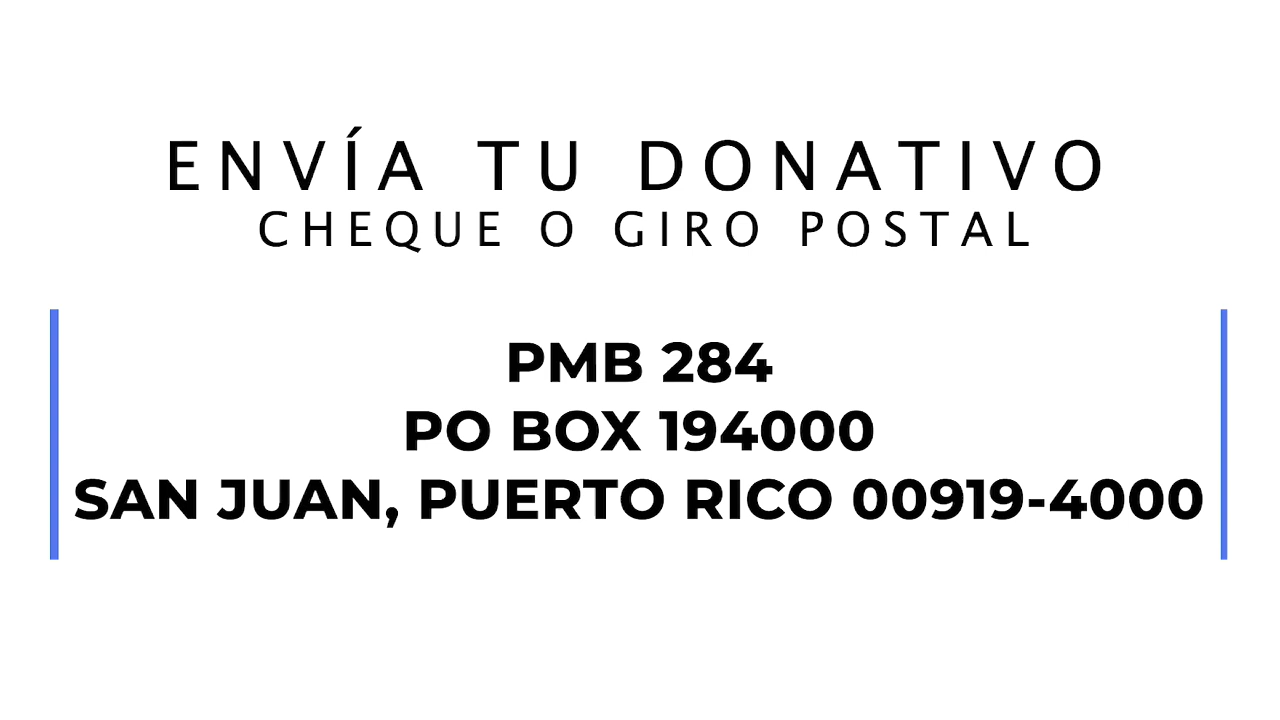 ENVÍA TU DONATIVO
CHEQUE O GIRO POSTAL
PMB 284
PO BOX 194000
SAN JUAN, PUERTO RICO 00919-4000